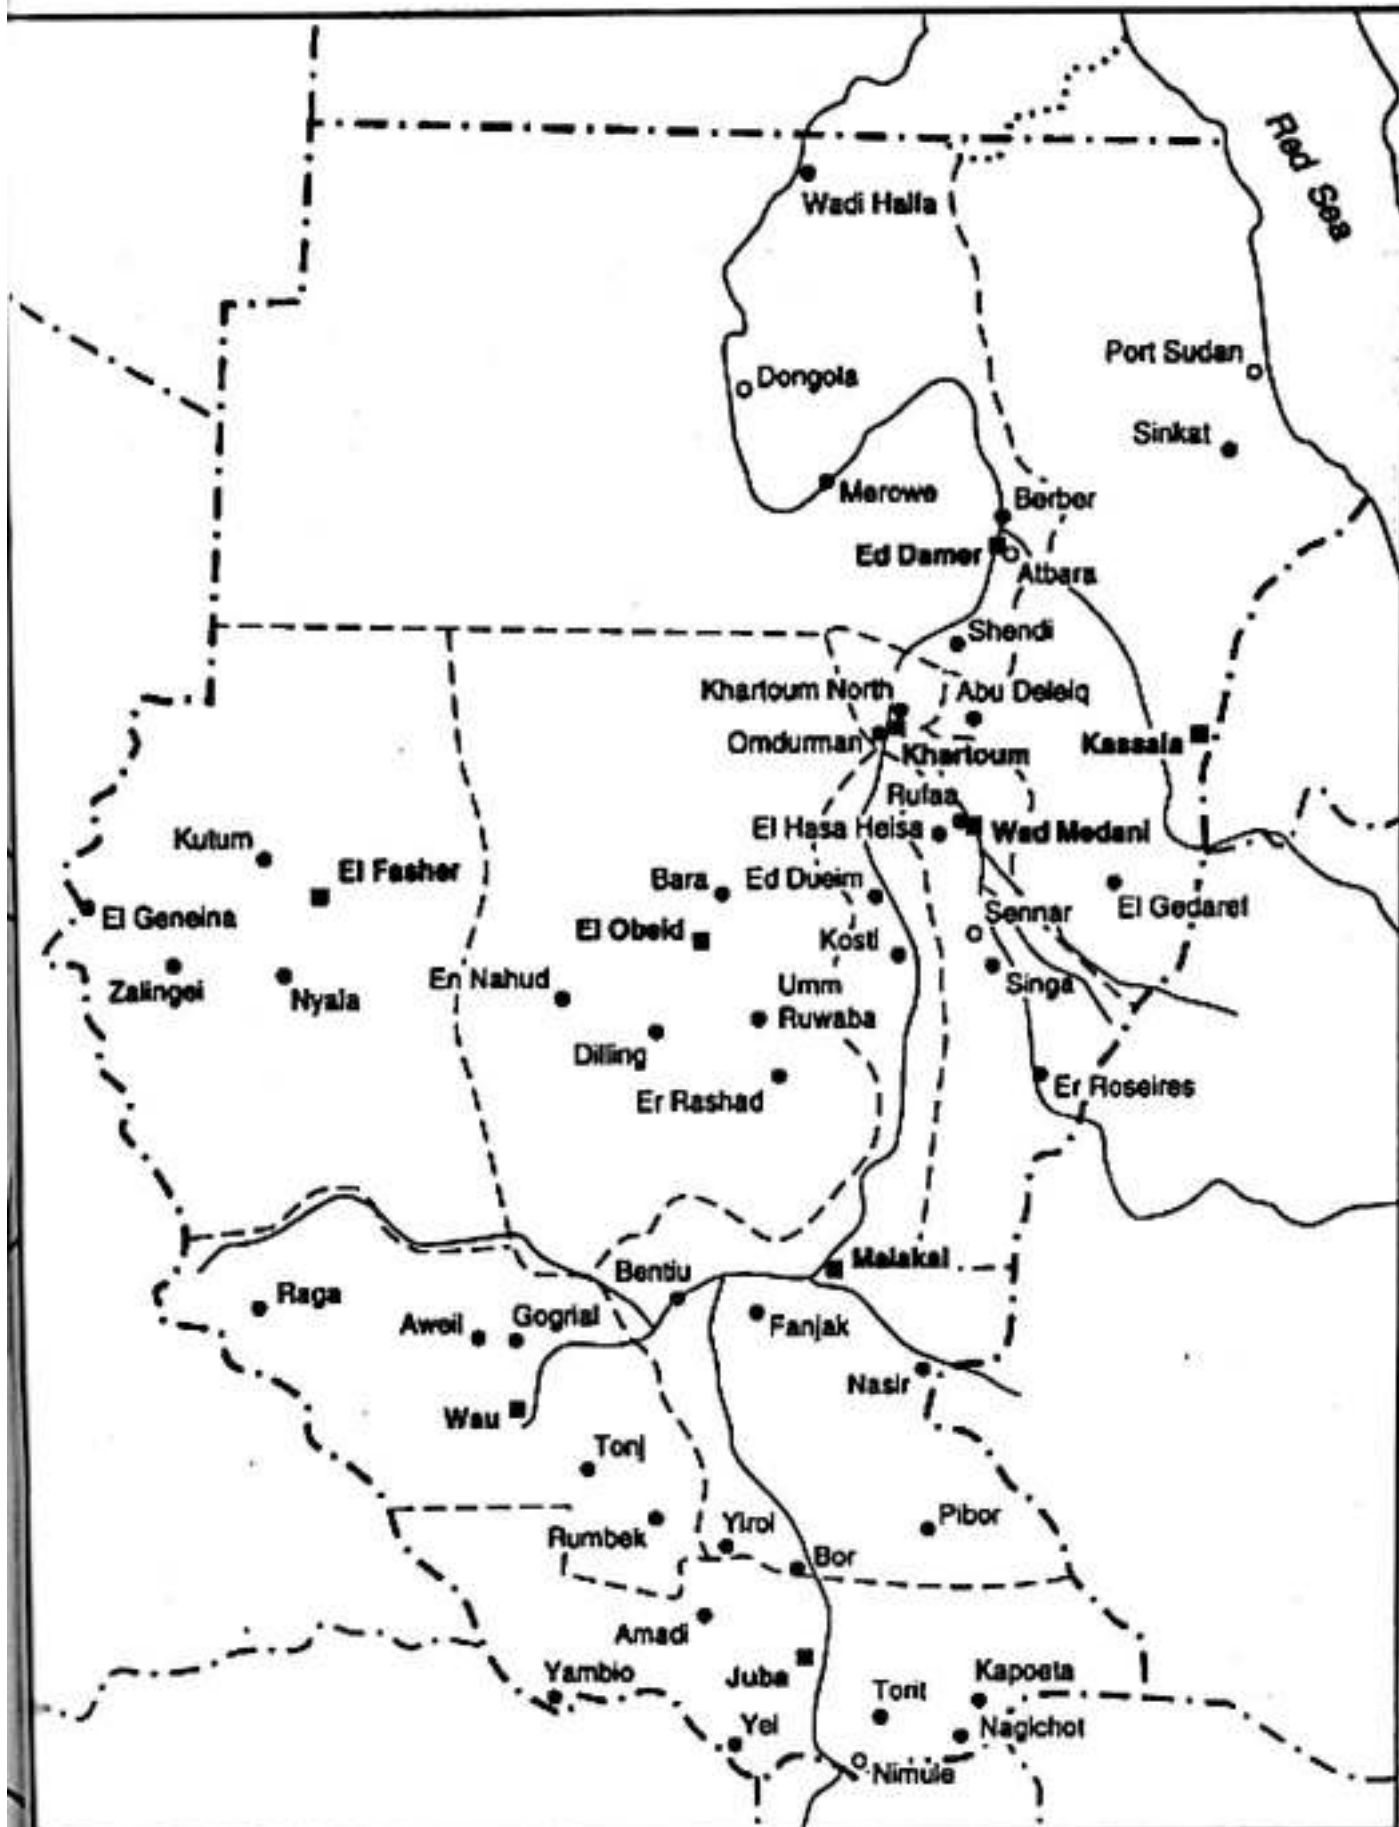 Red Sea
Wadi Halfa
Port Sudan
Dongola
Sinkat
Merowe
Berber
Ed Damer
Atbara
Shendi
Khartoum North
Abu Deleiq
Omdurman
Khartoum
Kassala
Rufaa
El Hasa Heisa
Wad Medani
Kutum
El Fasher
Bara
Ed Dueim
El Geneina
El Obeid
Sennar
El Gedaref
Kosti
Zalingei
Nyala
En Nahud
Umm
Ruwaba
Singa
Dilling
Er Rashad
Er Roseires
Malakal
Bentiu
Raga
Aweil
Gogrial
Fanjak
Nasir
Wau
Tonj
Pibor
Rumbek
Yirol
Bor
Amadi
Juba
Yambio
Kapoeta
Torit
Yei
Nagichot
Nimule